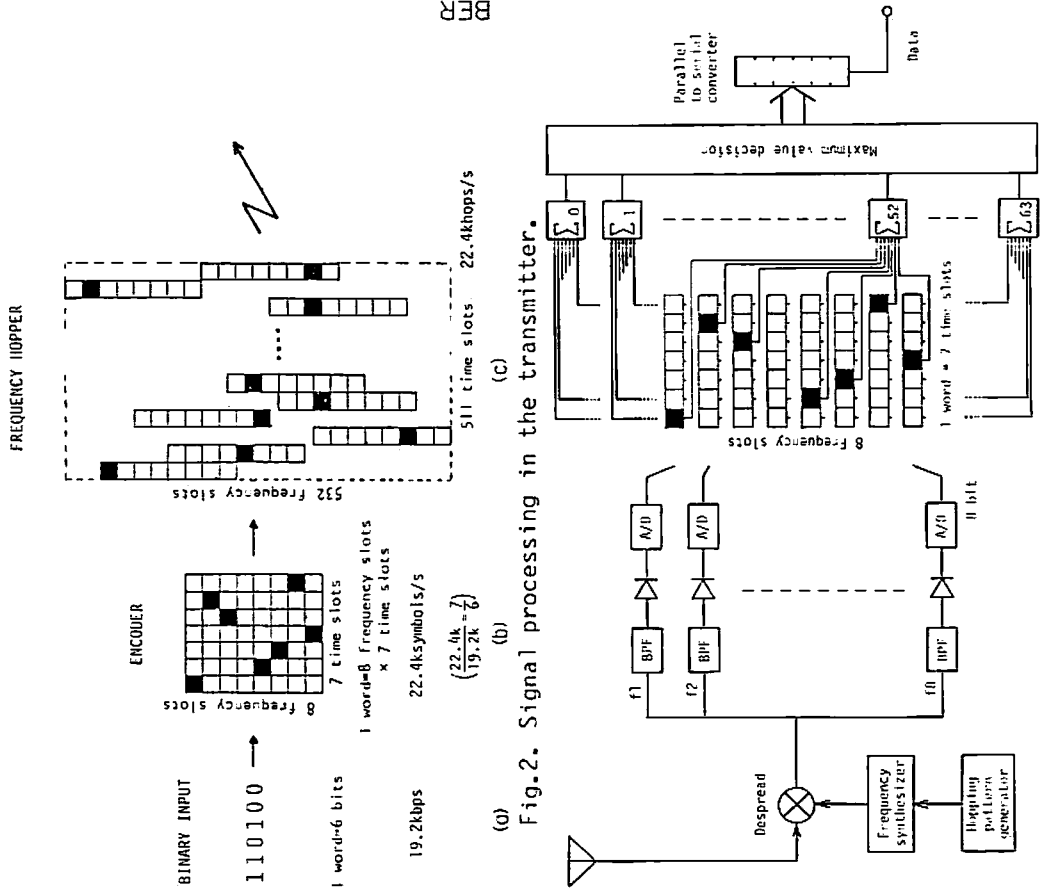 BINARY INPUT
110100
1 word=6 bits
19.2kbps
(a)
ENCODER
8 frequency slots
7 time slots
1 word=8 frequency slots
× 7 time slots
22.4ksymbols/s
(22.4k/19.2k = 7/6)
(b)
FREQUENCY HOPPER
532 frequency slots
511 time slots
22.4khops/s
(c)
Fig.2. Signal processing in the transmitter.
BER
Despread
Frequency
synthesizer
Hopping
pattern
generator
f1
BPF
A/D
f2
BPF
A/D
f8
BPF
A/D
8 bit
8 frequency slots
1 word = 7 time slots
Σ0
Σ1
Σ52
Σ63
Maximum value decision
Parallel
to serial
converter
Data